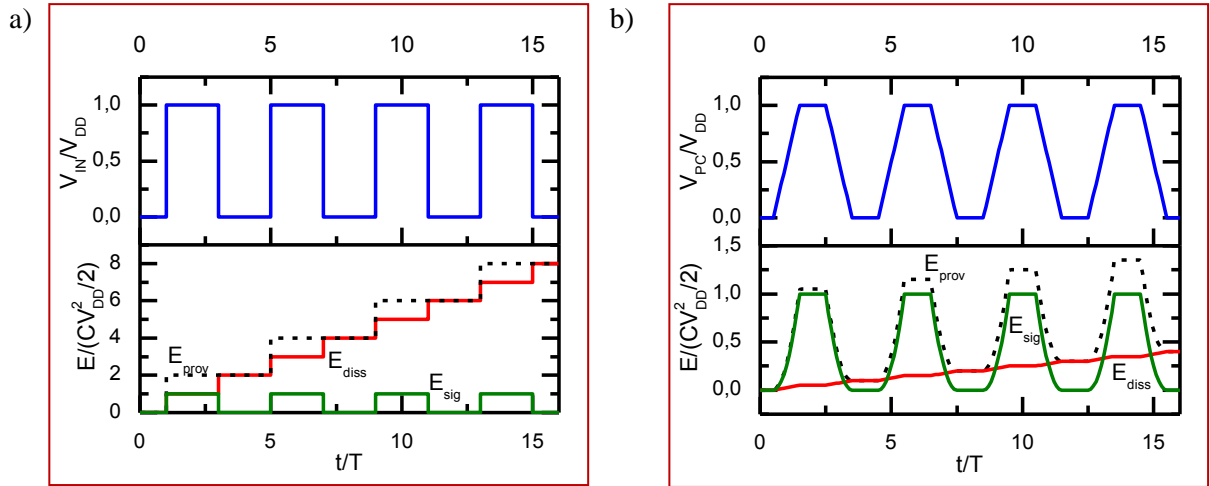 a)
0 5 10 15
1,0
0,5
0,0
V_IN/V_DD
8
6
4
2
0
E/(CV²_DD/2)
E_prov
E_diss
E_sig
0 5 10 15
t/T
b)
0 5 10 15
1,0
0,5
0,0
V_PC/V_DD
1,5
1,0
0,5
0,0
E/(CV²_DD/2)
E_prov
E_sig
E_diss
0 5 10 15
t/T